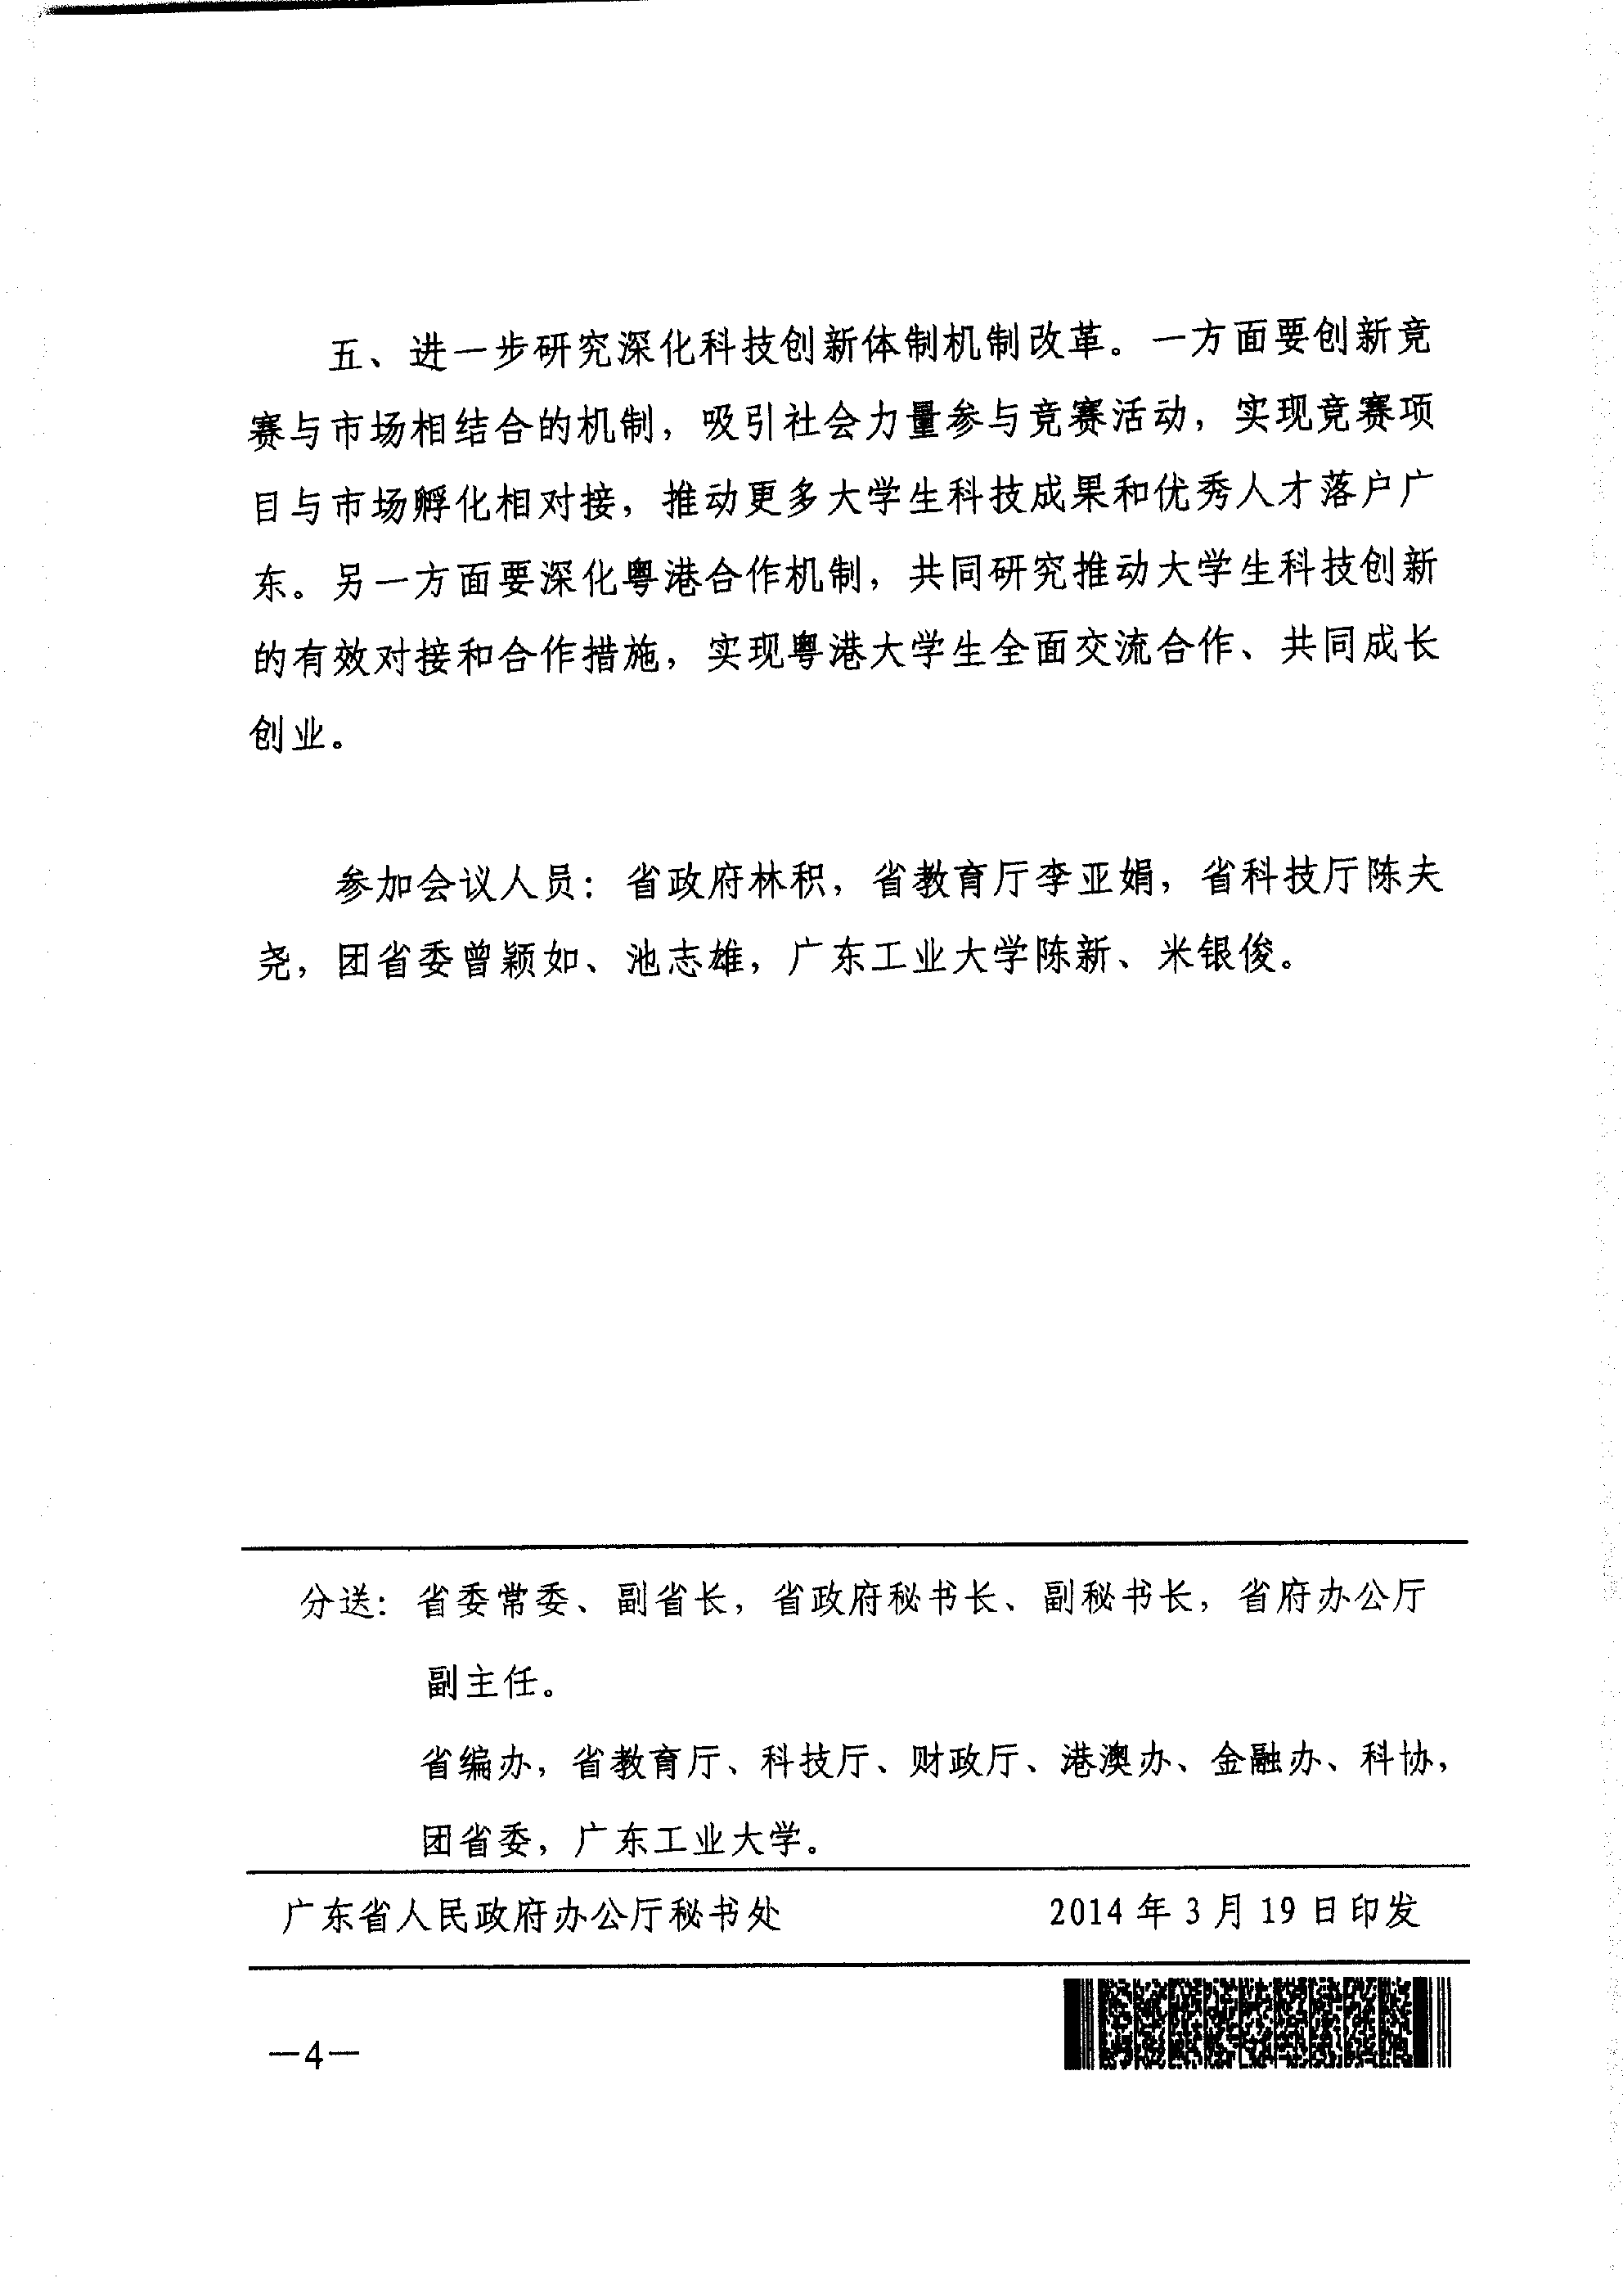 五、进一步研究深化科技创新体制机制改革。一方面要创新竞
赛与市场相结合的机制，吸引社会力量参与竞赛活动，实现竞赛项
目与市场孵化相对接，推动更多大学生科技成果和优秀人才落户广
东。另一方面要深化粤港合作机制，共同研究推动大学生科技创新
的有效对接和合作措施，实现粤港大学生全面交流合作、共同成长
创业。
参加会议人员：省政府林积，省教育厅李亚娟，省科技厅陈夫
尧，团省委曾颖如、池志雄，广东工业大学陈新、米银俊。
分送：省委常委、副省长，省政府秘书长、副秘书长，省府办公厅
副主任。
省编办，省教育厅、科技厅、财政厅、港澳办、金融办、科协，
团省委，广东工业大学。
广东省人民政府办公厅秘书处 2014 年 3 月 19 日印发
—4—